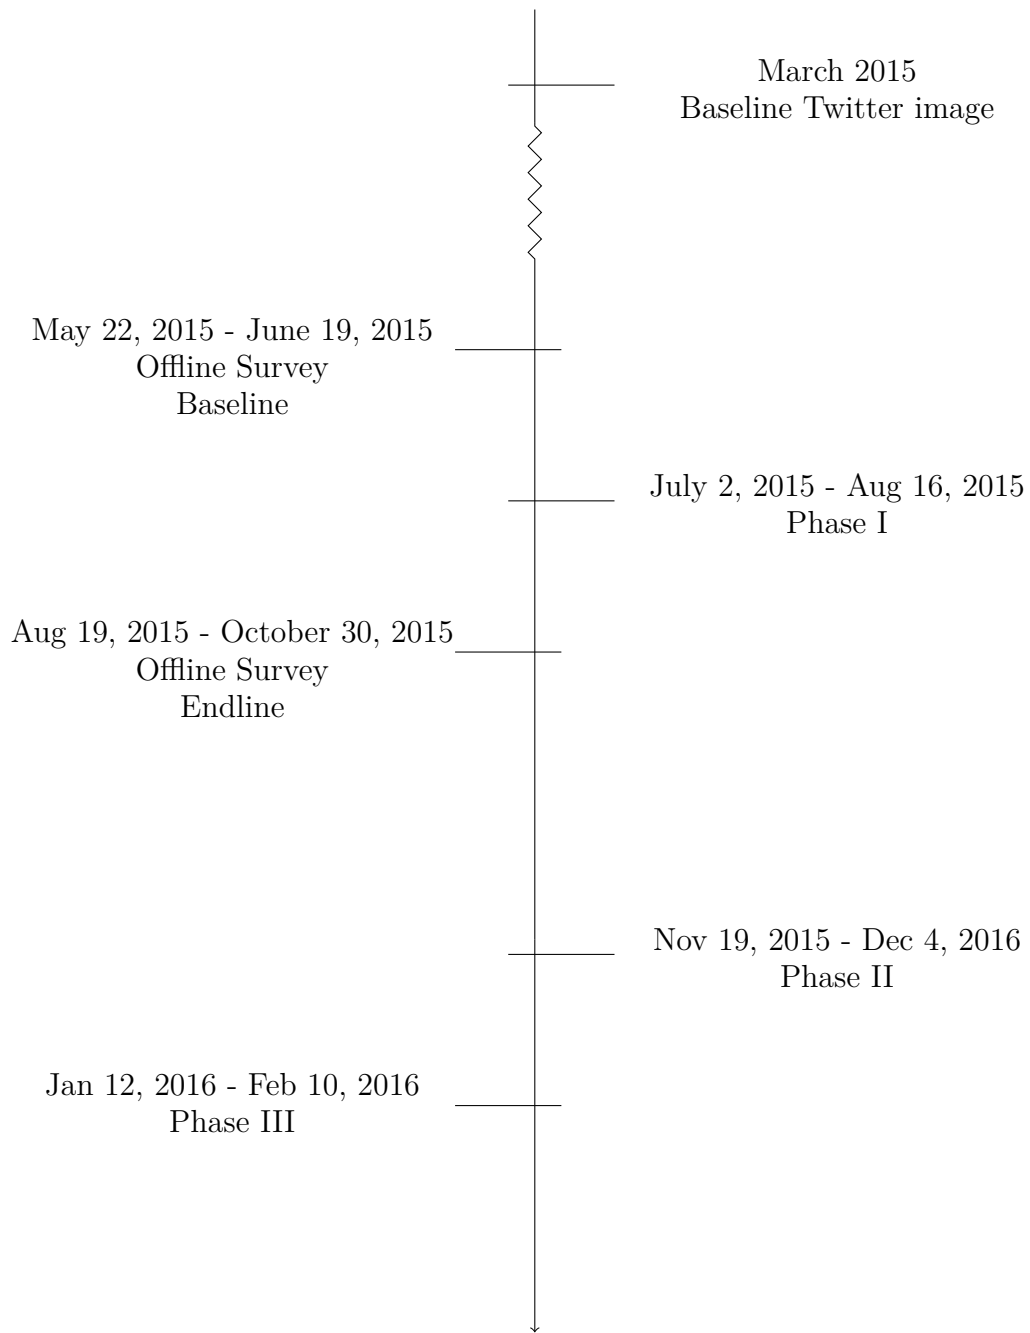 March 2015
Baseline Twitter image
May 22, 2015 - June 19, 2015
Offline Survey
Baseline
July 2, 2015 - Aug 16, 2015
Phase I
Aug 19, 2015 - October 30, 2015
Offline Survey
Endline
Nov 19, 2015 - Dec 4, 2016
Phase II
Jan 12, 2016 - Feb 10, 2016
Phase III